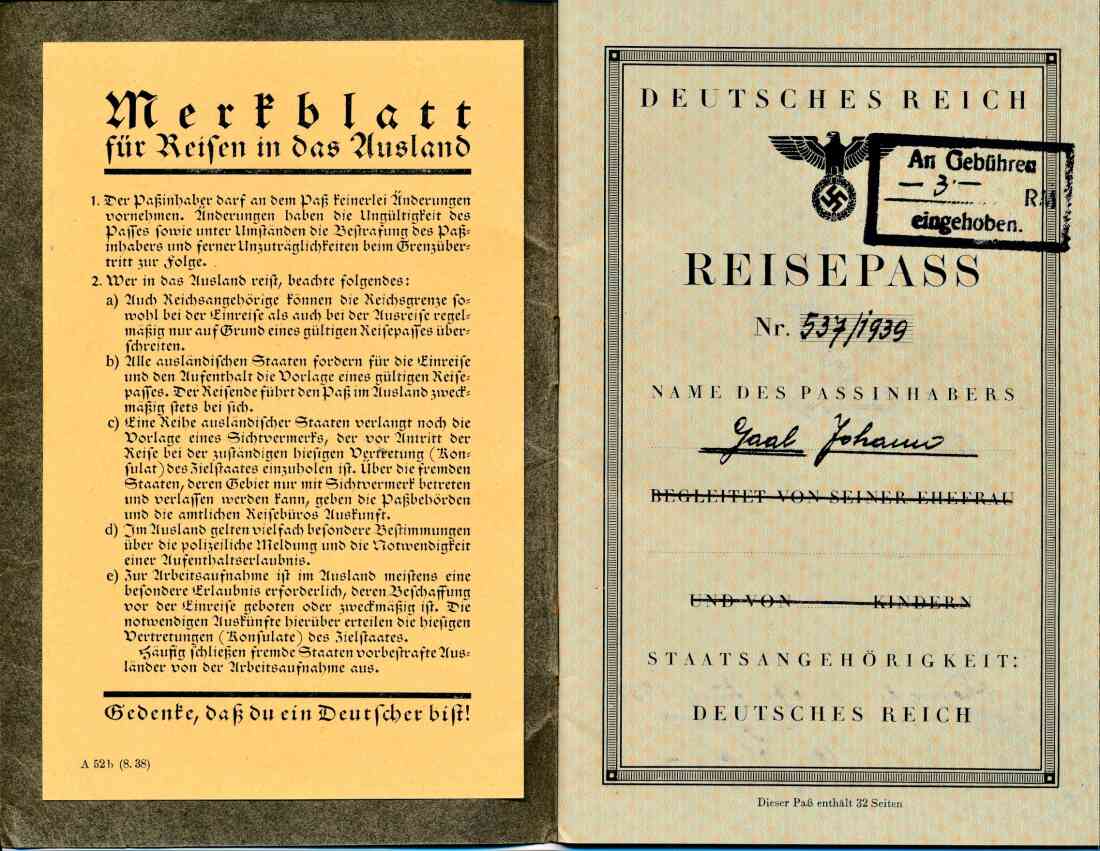 Merkblatt
für Reisen in das Ausland
1. Der Paßinhaber darf an dem Paß keinerlei Änderungen
vornehmen. Änderungen haben die Ungültigkeit des
Passes sowie unter Umständen die Bestrafung des Paß-
inhabers und ferner Unzuträglichkeiten beim Grenzüber-
tritt zur Folge.
2. Wer in das Ausland reist, beachte folgendes:
a) Auch Reichsangehörige können die Reichsgrenze so-
wohl bei der Einreise als auch bei der Ausreise regel-
mäßig nur auf Grund eines gültigen Reisepasses über-
schreiten.
b) Alle ausländischen Staaten fordern für die Einreise
und den Aufenthalt die Vorlage eines gültigen Reise-
passes. Der Reisende führt den Paß im Ausland zweck-
mäßig stets bei sich.
c) Eine Reihe ausländischer Staaten verlangt noch die
Vorlage eines Sichtvermerks, der vor Antritt der
Reise bei der zuständigen hiesigen Vertretung (Kon-
sulat) des Zielstaates einzuholen ist. Über die fremden
Staaten, deren Gebiet nur mit Sichtvermerk betreten
und verlassen werden kann, geben die Paßbehörden
und die amtlichen Reisebüros Auskunft.
d) Im Ausland gelten vielfach besondere Bestimmungen
über die polizeiliche Meldung und die Notwendigkeit
einer Aufenthaltserlaubnis.
e) Zur Arbeitsaufnahme ist im Ausland meistens eine
besondere Erlaubnis erforderlich, deren Beschaffung
vor der Einreise geboten oder zweckmäßig ist. Die
notwendigen Auskünfte hierüber erteilen die hiesigen
Vertretungen (Konsulate) des Zielstaates.
Häufig schließen fremde Staaten vorbestrafte Aus-
länder von der Arbeitsaufnahme aus.
Gedenke, daß du ein Deutscher bist!
A 52b (8. 38)
DEUTSCHES REICH
An Gebühren
— 3 — RM
eingehoben.
REISEPASS
Nr. 537/1939
NAME DES PASSINHABERS
Gaal Johann
BEGLEITET VON SEINER EHEFRAU
UND VON KINDERN
STAATSANGEHÖRIGKEIT:
DEUTSCHES REICH
Dieser Paß enthält 32 Seiten